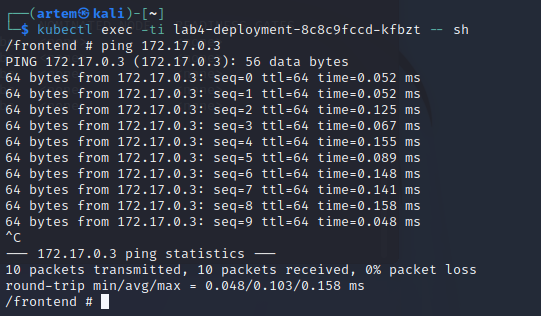 ┌──(artem㉿kali)-[~]
└─$ kubectl exec -ti lab4-deployment-8c8c9fccd-kfbzt -- sh
/frontend # ping 172.17.0.3
PING 172.17.0.3 (172.17.0.3): 56 data bytes
64 bytes from 172.17.0.3: seq=0 ttl=64 time=0.052 ms
64 bytes from 172.17.0.3: seq=1 ttl=64 time=0.052 ms
64 bytes from 172.17.0.3: seq=2 ttl=64 time=0.125 ms
64 bytes from 172.17.0.3: seq=3 ttl=64 time=0.067 ms
64 bytes from 172.17.0.3: seq=4 ttl=64 time=0.155 ms
64 bytes from 172.17.0.3: seq=5 ttl=64 time=0.089 ms
64 bytes from 172.17.0.3: seq=6 ttl=64 time=0.148 ms
64 bytes from 172.17.0.3: seq=7 ttl=64 time=0.141 ms
64 bytes from 172.17.0.3: seq=8 ttl=64 time=0.158 ms
64 bytes from 172.17.0.3: seq=9 ttl=64 time=0.048 ms
^C
--- 172.17.0.3 ping statistics ---
10 packets transmitted, 10 packets received, 0% packet loss
round-trip min/avg/max = 0.048/0.103/0.158 ms
/frontend #